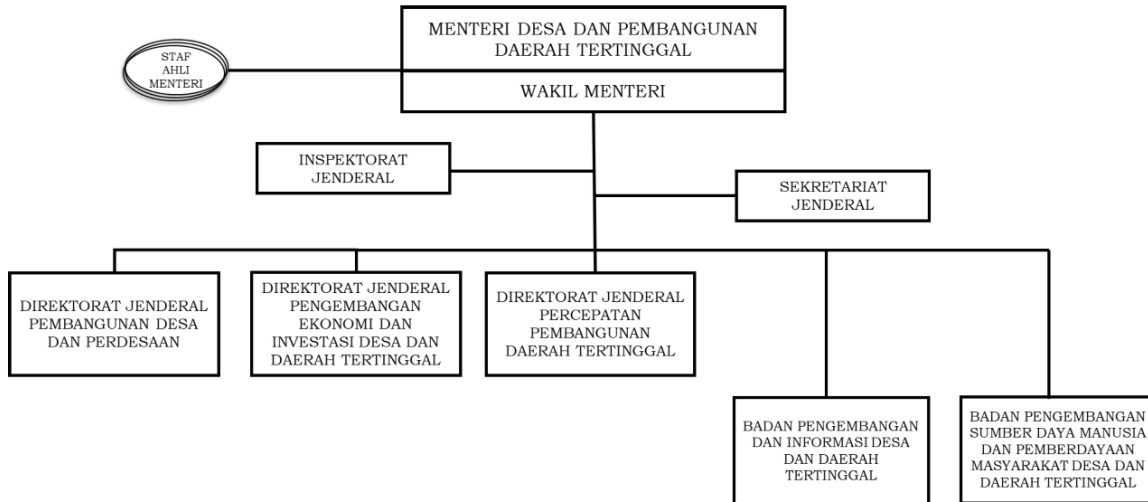 MENTERI DESA DAN PEMBANGUNAN
DAERAH TERTINGGAL
STAF
AHLI
MENTERI
WAKIL MENTERI
INSPEKTORAT
JENDERAL
SEKRETARIAT
JENDERAL
DIREKTORAT JENDERAL
PEMBANGUNAN DESA
DAN PERDESAAN
DIREKTORAT JENDERAL
PENGEMBANGAN
EKONOMI DAN
INVESTASI DESA DAN
DAERAH TERTINGGAL
DIREKTORAT JENDERAL
PERCEPATAN
PEMBANGUNAN
DAERAH TERTINGGAL
BADAN PENGEMBANGAN
DAN INFORMASI DESA
DAN DAERAH
TERTINGGAL
BADAN PENGEMBANGAN
SUMBER DAYA MANUSIA
DAN PEMBERDAYAAN
MASYARAKAT DESA DAN
DAERAH TERTINGGAL